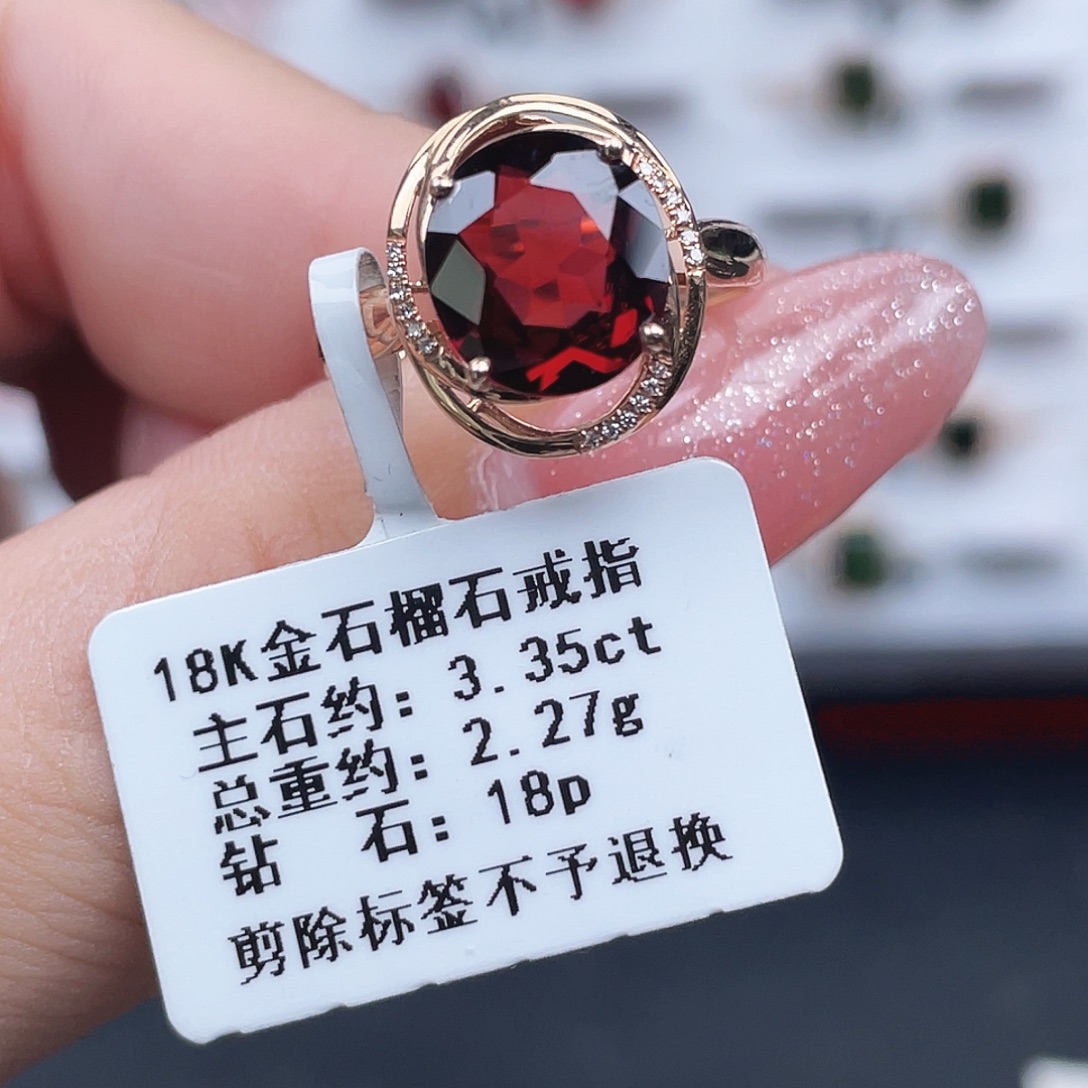 18K金石榴石戒指
主石约: 3.35ct
总重约: 2.27g
钻 石: 18p
剪除标签不予退换